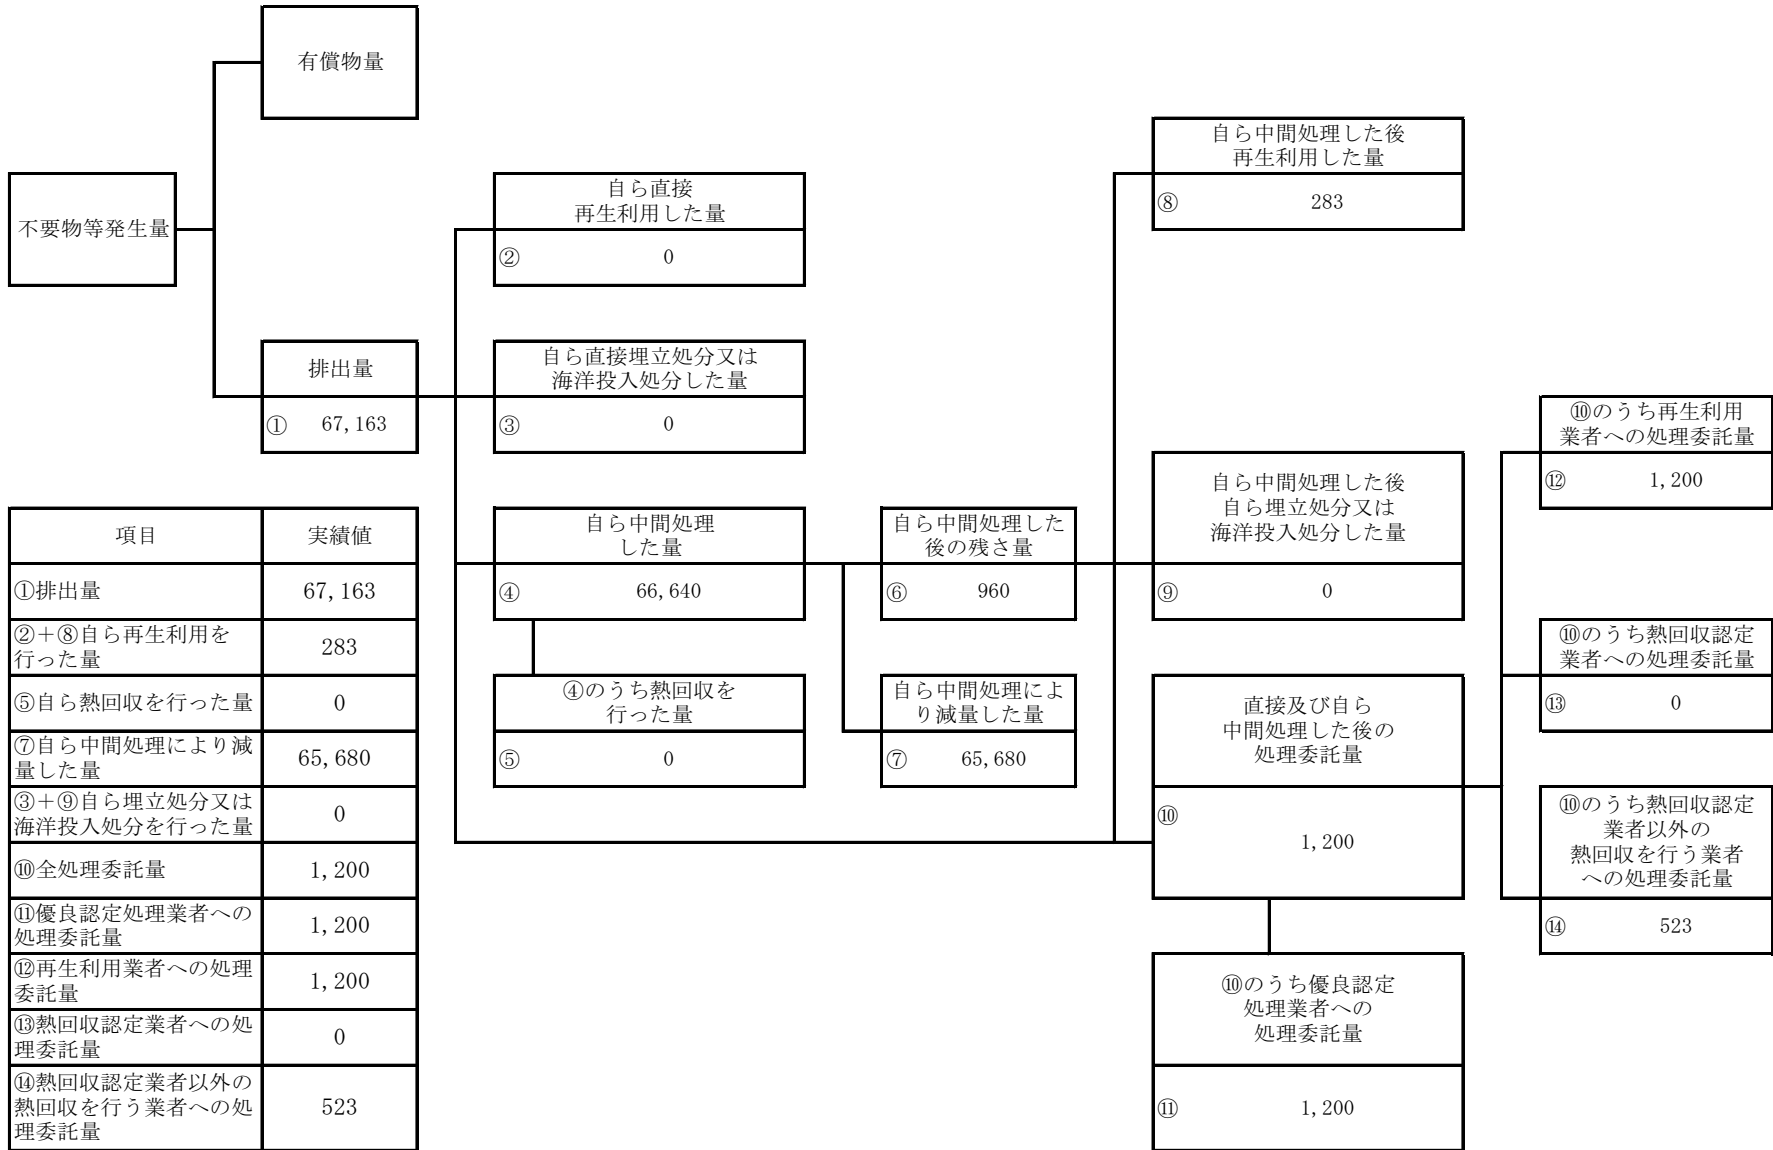 有償物量
不要物等発生量
排出量
① 67,163
自ら直接
再生利用した量
② 0
自ら直接埋立処分又は
海洋投入処分した量
③ 0
自ら中間処理
した量
④ 66,640
④のうち熱回収を
行った量
⑤ 0
自ら中間処理した
後の残さ量
⑥ 960
自ら中間処理によ
り減量した量
⑦ 65,680
自ら中間処理した後
再生利用した量
⑧ 283
自ら中間処理した後
自ら埋立処分又は
海洋投入処分した量
⑨ 0
直接及び自ら
中間処理した後の
処理委託量
⑩ 1,200
⑩のうち優良認定
処理業者への
処理委託量
⑪ 1,200
⑩のうち再生利用
業者への処理委託量
⑫ 1,200
⑩のうち熱回収認定
業者への処理委託量
⑬ 0
⑩のうち熱回収認定
業者以外の
熱回収を行う業者
への処理委託量
⑭ 523
項目 実績値
①排出量 67,163
②+⑧自ら再生利用を
行った量 283
⑤自ら熱回収を行った量 0
⑦自ら中間処理により減
量した量 65,680
③+⑨自ら埋立処分又は
海洋投入処分を行った量 0
⑩全処理委託量 1,200
⑪優良認定処理業者への
処理委託量 1,200
⑫再生利用業者への処理
委託量 1,200
⑬熱回収認定業者への処
理委託量 0
⑭熱回収認定業者以外の
熱回収を行う業者への処
理委託量 523